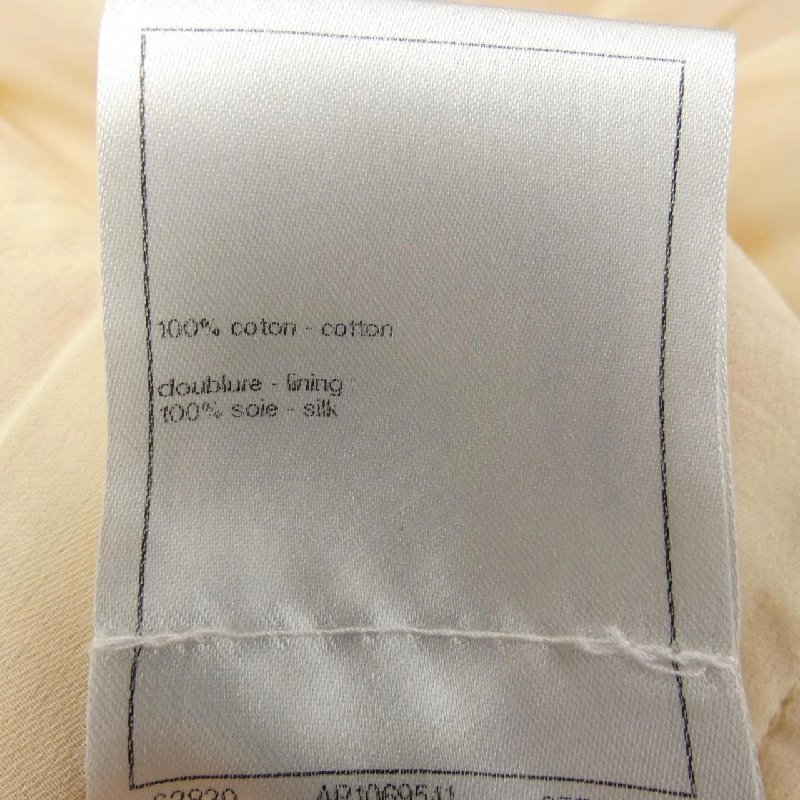 100% coton - cotton
doublure - lining :
100% soie - silk